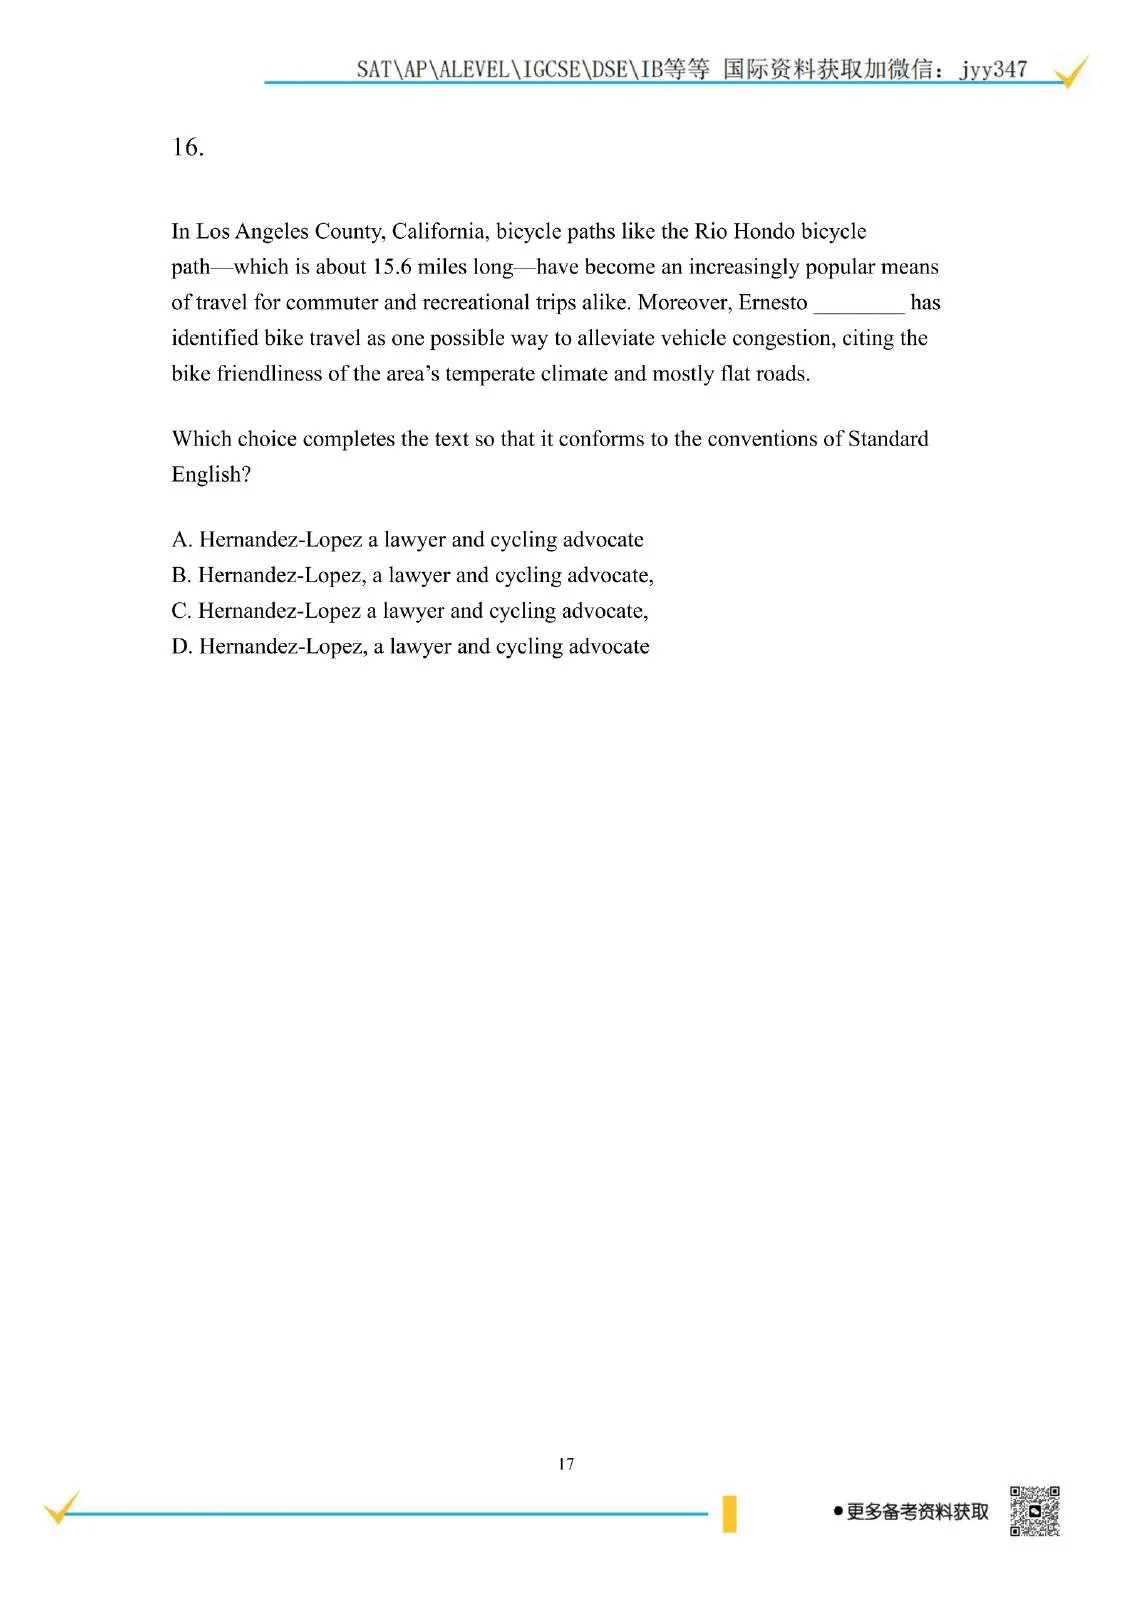 SAT\AP\ALEVEL\IGCSE\DSE\IB等等 国际资料获取加微信：jyy347
16.
In Los Angeles County, California, bicycle paths like the Rio Hondo bicycle
path—which is about 15.6 miles long—have become an increasingly popular means
of travel for commuter and recreational trips alike. Moreover, Ernesto ________ has
identified bike travel as one possible way to alleviate vehicle congestion, citing the
bike friendliness of the area’s temperate climate and mostly flat roads.
Which choice completes the text so that it conforms to the conventions of Standard
English?
A. Hernandez-Lopez a lawyer and cycling advocate
B. Hernandez-Lopez, a lawyer and cycling advocate,
C. Hernandez-Lopez a lawyer and cycling advocate,
D. Hernandez-Lopez, a lawyer and cycling advocate
17
●更多备考资料获取